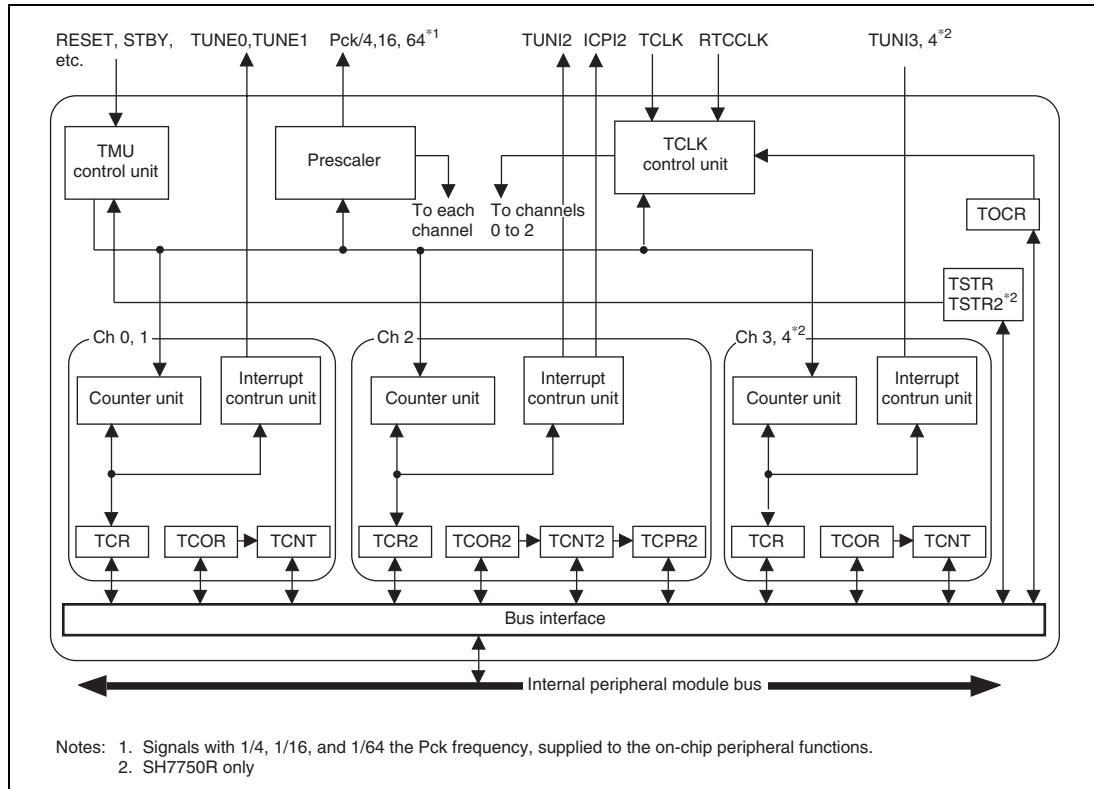 RESET, STBY,
etc.
TUNE0,TUNE1
Pck/4,16, 64*1
TUNI2
ICPI2
TCLK
RTCCLK
TUNI3, 4*2
TMU
control unit
Prescaler
TCLK
control unit
To each
channel
To channels
0 to 2
TOCR
TSTR
TSTR2*2
Ch 0, 1
Ch 2
Ch 3, 4*2
Counter unit
Interrupt
contrun unit
Counter unit
Interrupt
contrun unit
Counter unit
Interrupt
contrun unit
TCR
TCOR
TCNT
TCR2
TCOR2
TCNT2
TCPR2
TCR
TCOR
TCNT
Bus interface
Internal peripheral module bus
Notes: 1. Signals with 1/4, 1/16, and 1/64 the Pck frequency, supplied to the on-chip peripheral functions.
2. SH7750R only